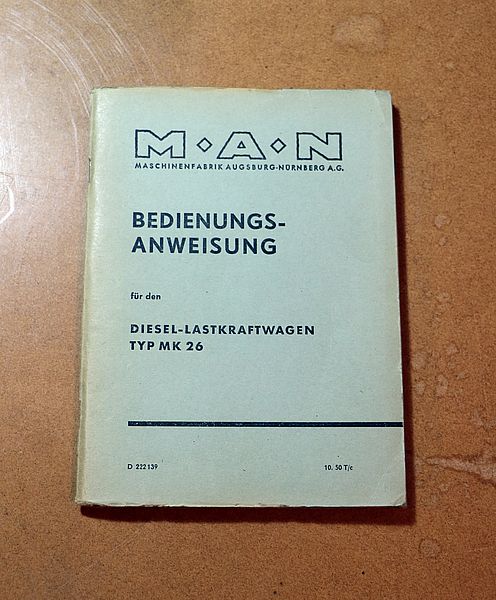 M·A·N
MASCHINENFABRIK AUGSBURG-NÜRNBERG A.G.
BEDIENUNGS-
ANWEISUNG
für den
DIESEL-LASTKRAFTWAGEN
TYP MK 26
D 222139 10. 50 T/c